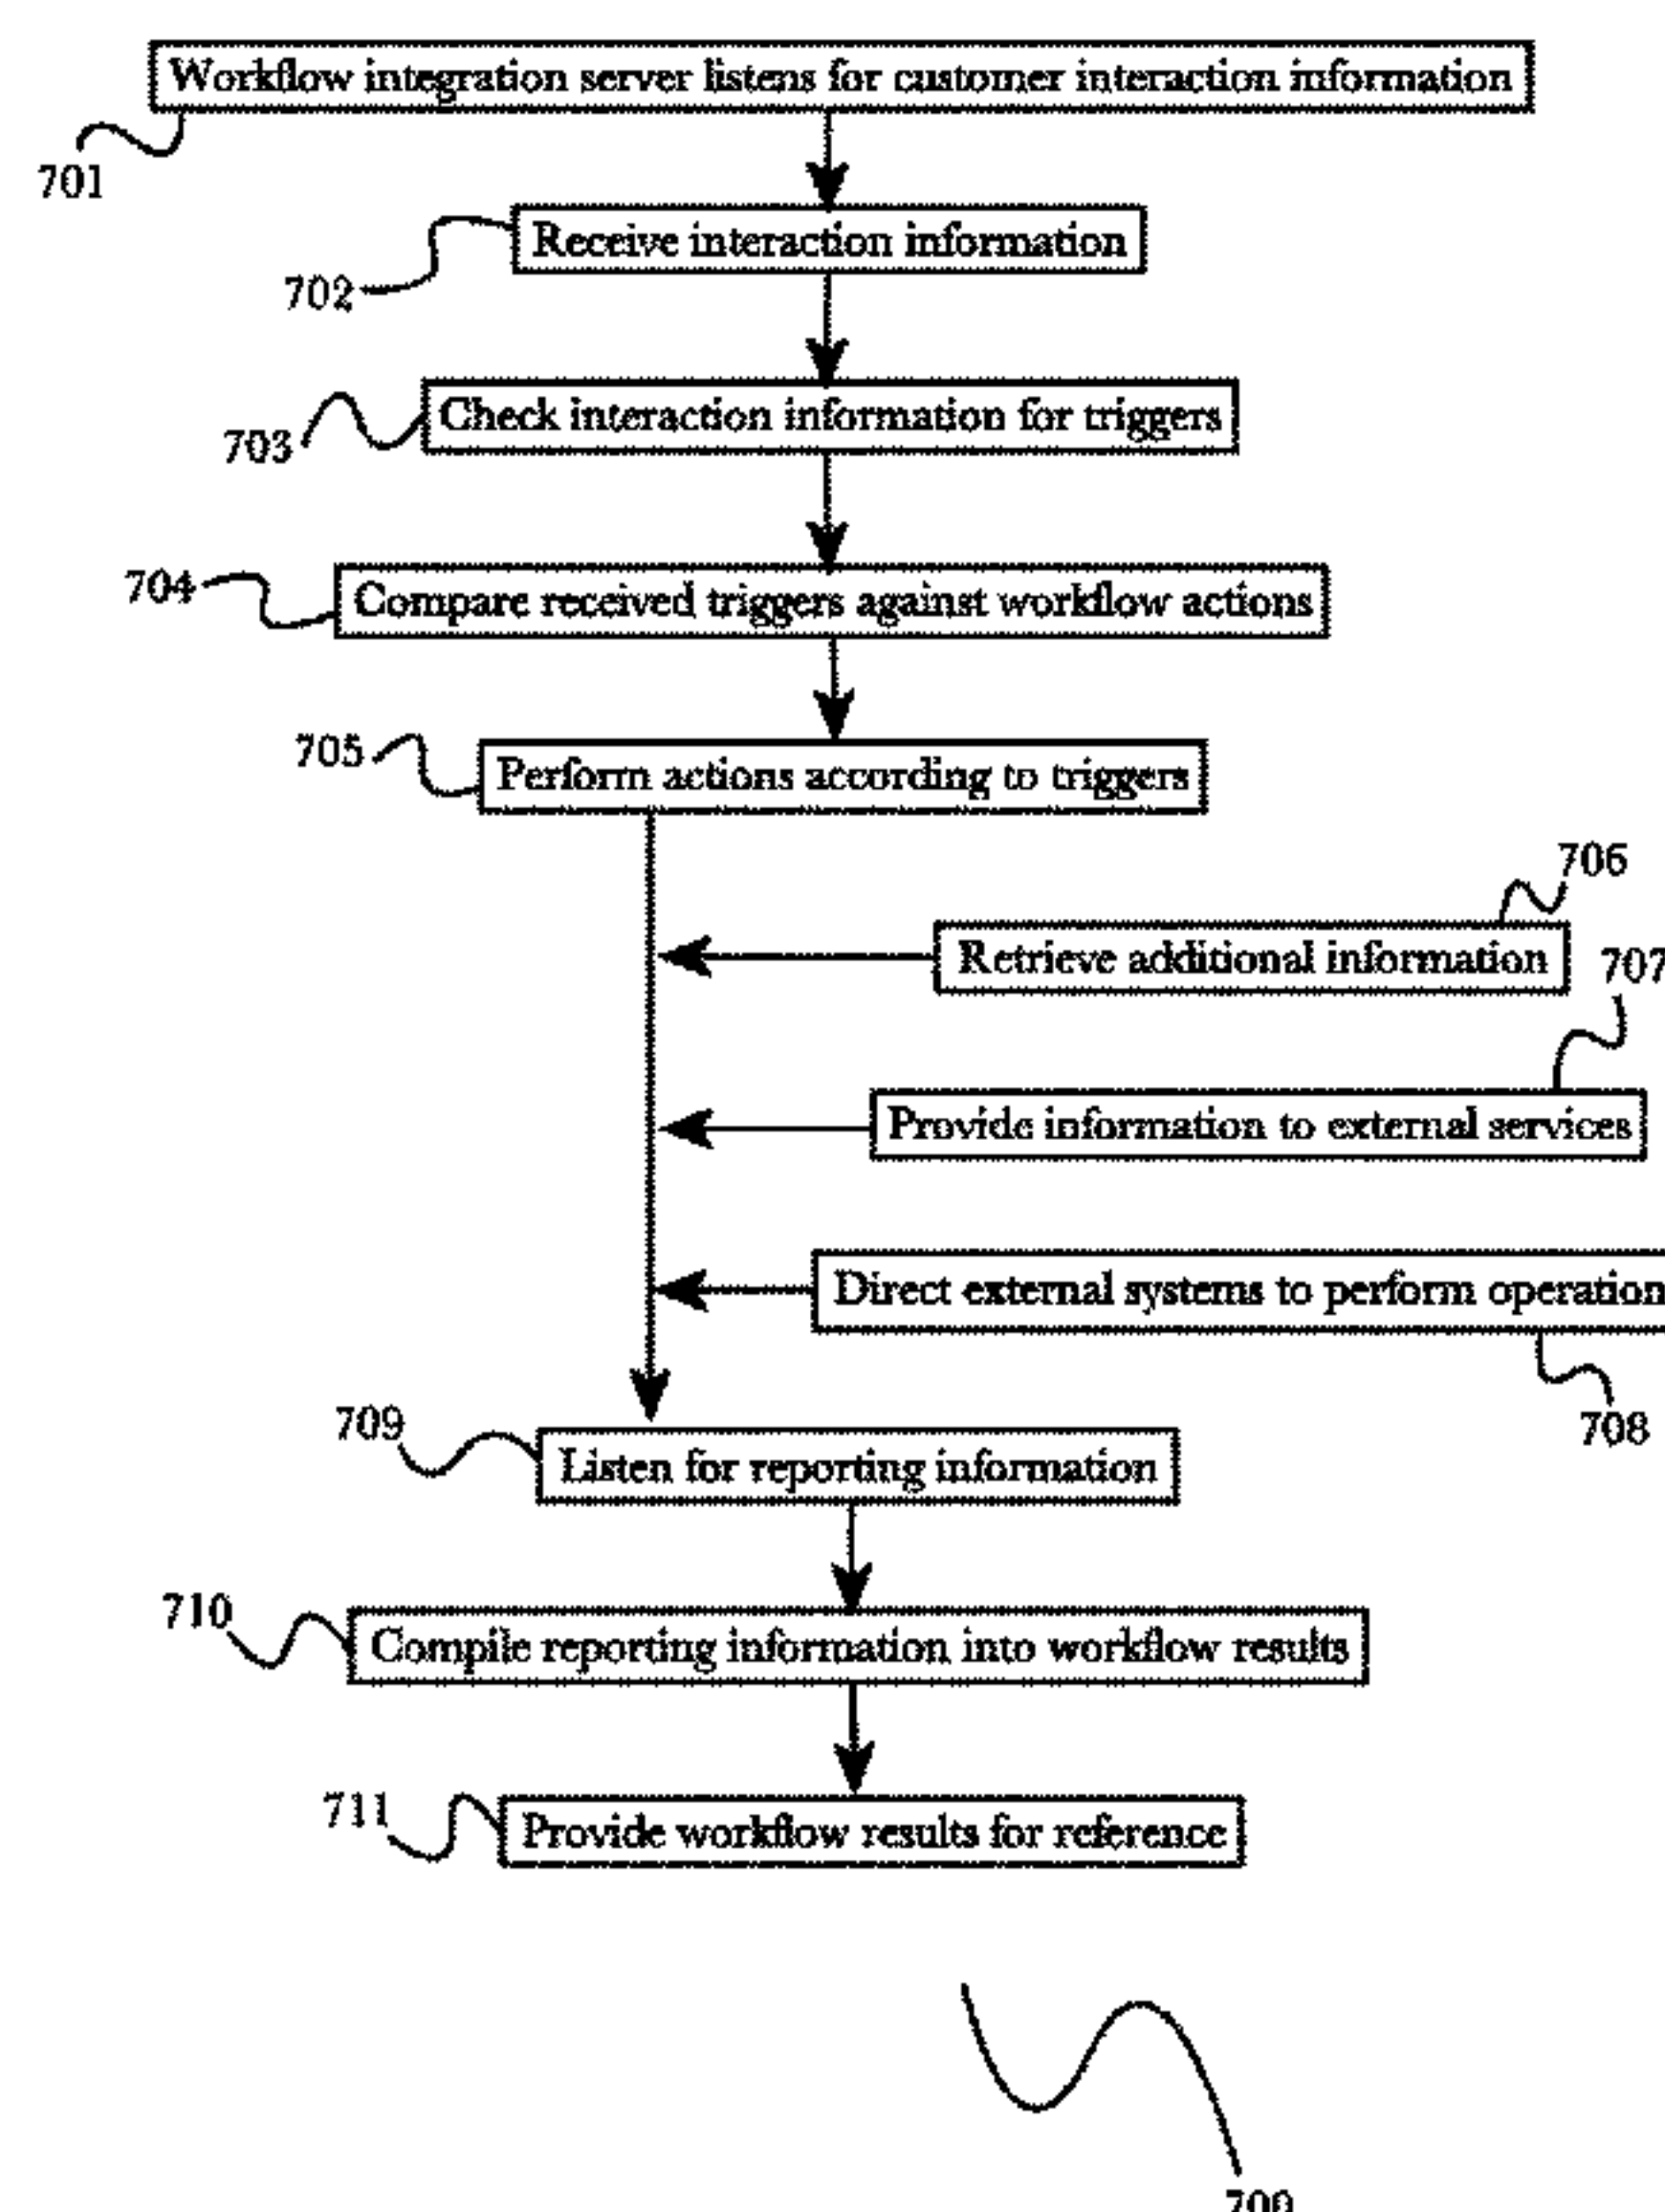 Workflow integration server listens for customer interaction information
701
Receive interaction information
702
Check interaction information for triggers
703
704
Compare received triggers against workflow actions
705
Perform actions according to triggers
706
Retrieve additional information
707
Provide information to external services
Direct external systems to perform operation
708
709
Listen for reporting information
710
Compile reporting information into workflow results
711
Provide workflow results for reference
700